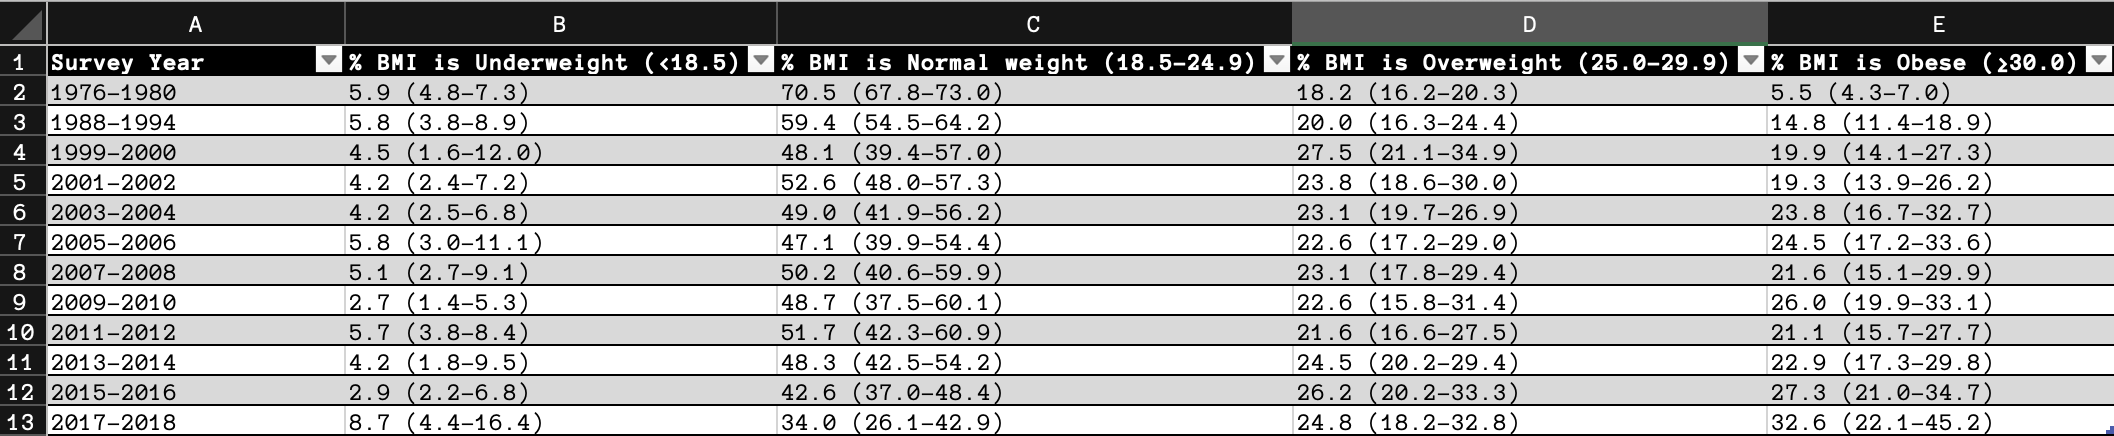 A B C D E
1 Survey Year % BMI is Underweight (<18.5) % BMI is Normal weight (18.5-24.9) % BMI is Overweight (25.0-29.9) % BMI is Obese (≥30.0)
2 1976-1980 5.9 (4.8-7.3) 70.5 (67.8-73.0) 18.2 (16.2-20.3) 5.5 (4.3-7.0)
3 1988-1994 5.8 (3.8-8.9) 59.4 (54.5-64.2) 20.0 (16.3-24.4) 14.8 (11.4-18.9)
4 1999-2000 4.5 (1.6-12.0) 48.1 (39.4-57.0) 27.5 (21.1-34.9) 19.9 (14.1-27.3)
5 2001-2002 4.2 (2.4-7.2) 52.6 (48.0-57.3) 23.8 (18.6-30.0) 19.3 (13.9-26.2)
6 2003-2004 4.2 (2.5-6.8) 49.0 (41.9-56.2) 23.1 (19.7-26.9) 23.8 (16.7-32.7)
7 2005-2006 5.8 (3.0-11.1) 47.1 (39.9-54.4) 22.6 (17.2-29.0) 24.5 (17.2-33.6)
8 2007-2008 5.1 (2.7-9.1) 50.2 (40.6-59.9) 23.1 (17.8-29.4) 21.6 (15.1-29.9)
9 2009-2010 2.7 (1.4-5.3) 48.7 (37.5-60.1) 22.6 (15.8-31.4) 26.0 (19.9-33.1)
10 2011-2012 5.7 (3.8-8.4) 51.7 (42.3-60.9) 21.6 (16.6-27.5) 21.1 (15.7-27.7)
11 2013-2014 4.2 (1.8-9.5) 48.3 (42.5-54.2) 24.5 (20.2-29.4) 22.9 (17.3-29.8)
12 2015-2016 2.9 (2.2-6.8) 42.6 (37.0-48.4) 26.2 (20.2-33.3) 27.3 (21.0-34.7)
13 2017-2018 8.7 (4.4-16.4) 34.0 (26.1-42.9) 24.8 (18.2-32.8) 32.6 (22.1-45.2)